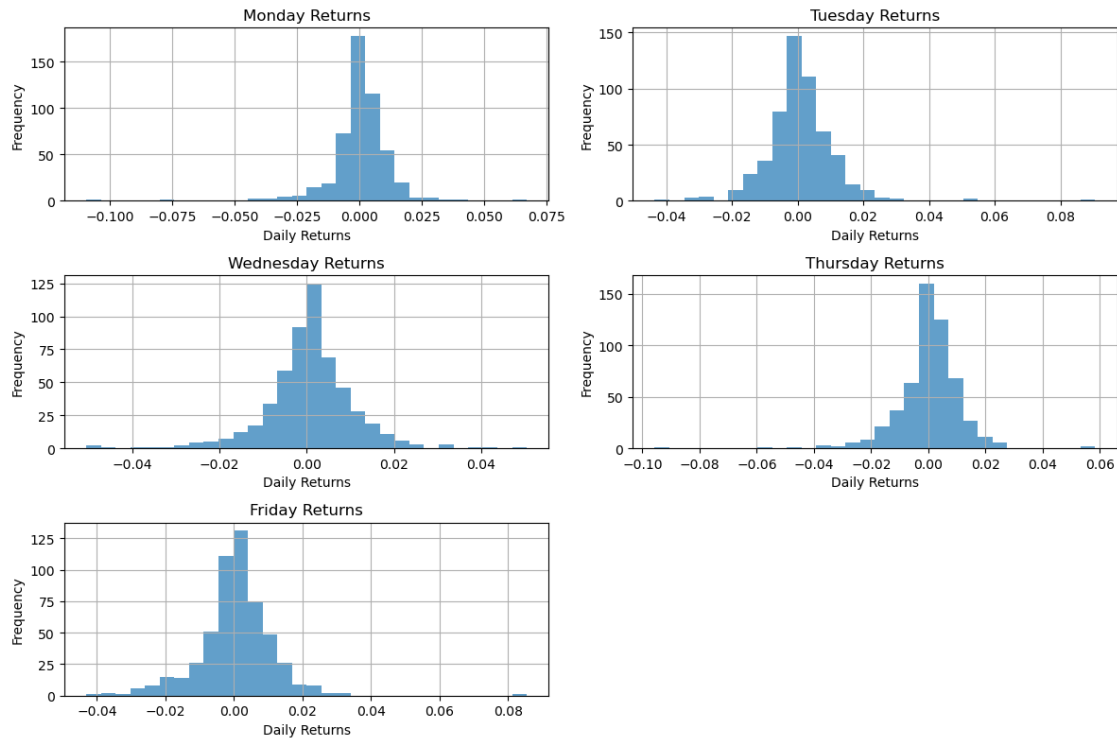 Monday Returns
150
100
50
0
Frequency
−0.100 −0.075 −0.050 −0.025 0.000 0.025 0.050 0.075
Daily Returns
Tuesday Returns
150
100
50
0
Frequency
−0.04 −0.02 0.00 0.02 0.04 0.06 0.08
Daily Returns
Wednesday Returns
125
100
75
50
25
0
Frequency
−0.04 −0.02 0.00 0.02 0.04
Daily Returns
Thursday Returns
150
100
50
0
Frequency
−0.10 −0.08 −0.06 −0.04 −0.02 0.00 0.02 0.04 0.06
Daily Returns
Friday Returns
125
100
75
50
25
0
Frequency
−0.04 −0.02 0.00 0.02 0.04 0.06 0.08
Daily Returns